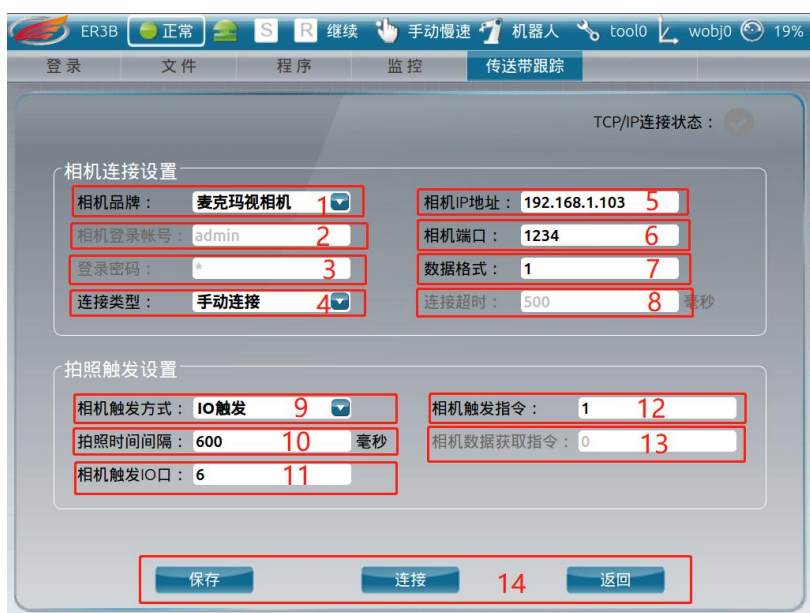 ER3B 正常 S R 继续 手动慢速 机器人 tool0 wobj0 19%
登录 文件 程序 监控 传送带跟踪
TCP/IP连接状态：
相机连接设置
相机品牌： 麦克玛视相机 1 相机IP地址： 192.168.1.103 5
相机登录帐号： admin 2 相机端口： 1234 6
登录密码： * 3 数据格式： 1 7
连接类型： 手动连接 4 连接超时： 500 8 毫秒
拍照触发设置
相机触发方式： IO触发 9 相机触发指令： 1 12
拍照时间间隔： 600 10 毫秒 相机数据获取指令： 0 13
相机触发IO口： 6 11
保存 连接 14 返回